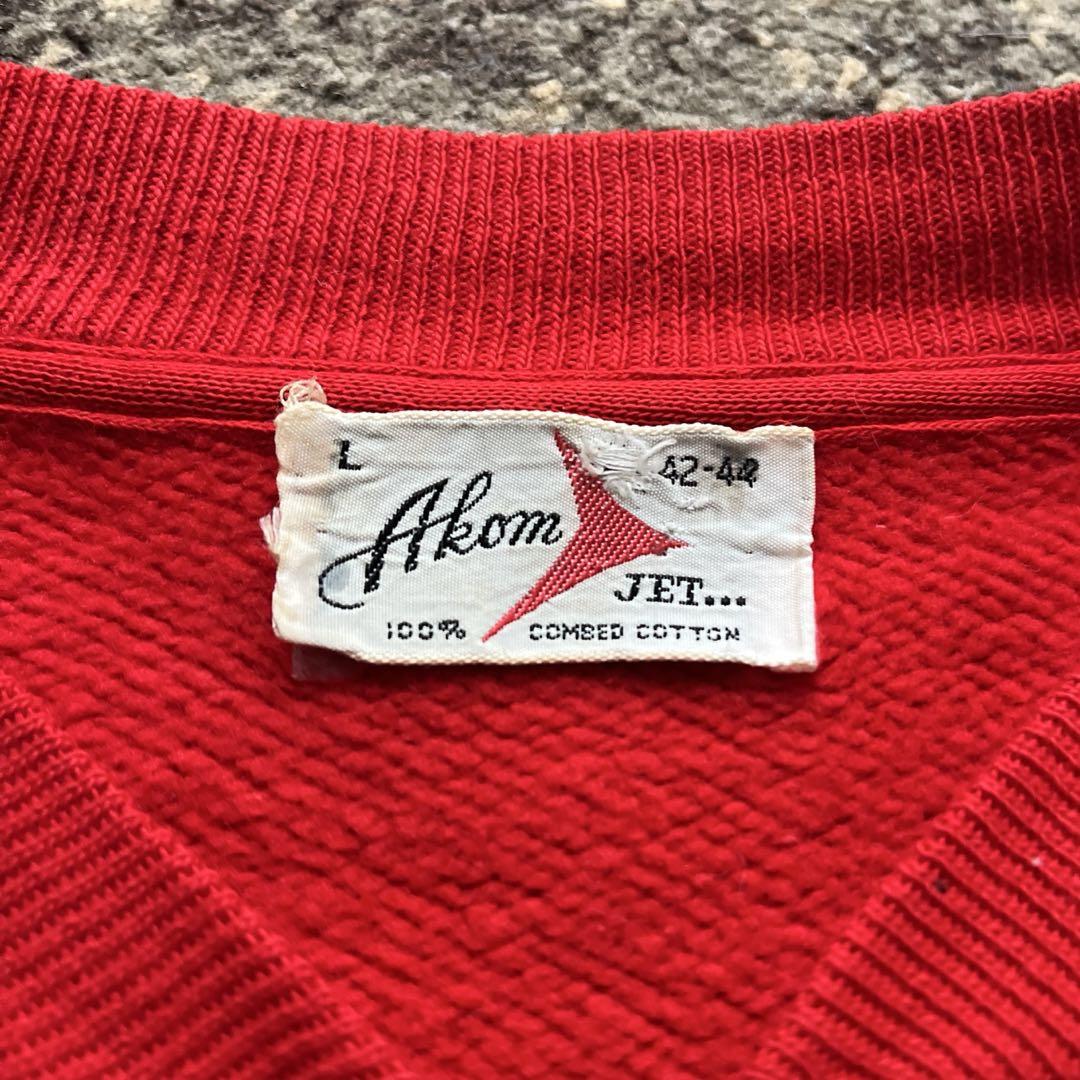 L 42-44
Akom
JET...
100% COMBED COTTON